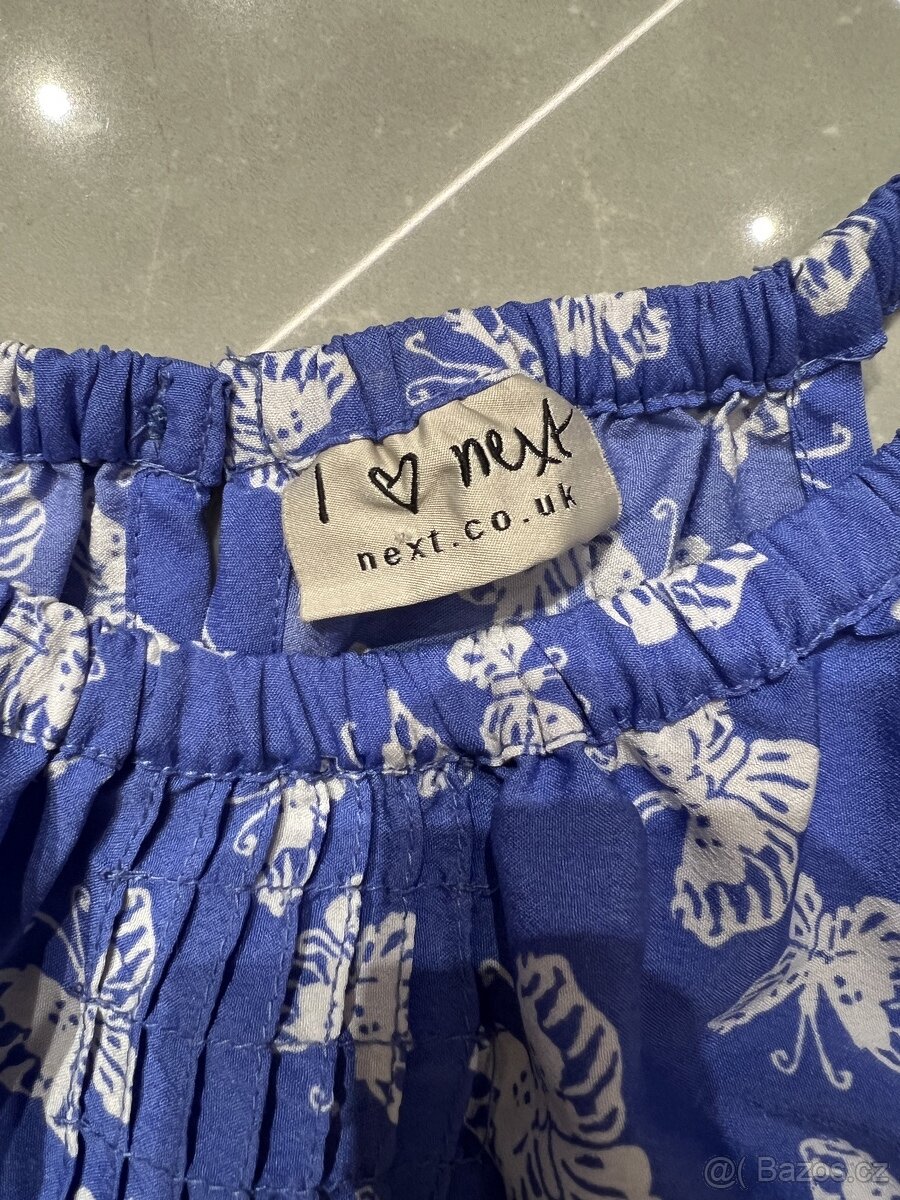 I ♡ next
next.co.uk
@( Bazos.cz